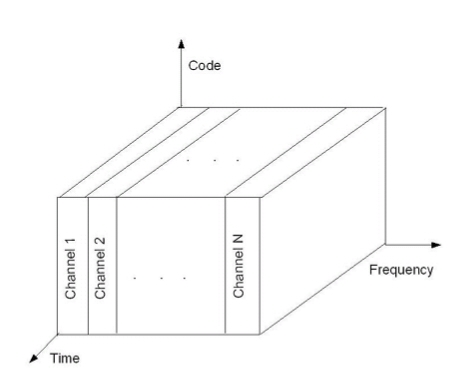 Code
Channel 1
Channel 2
. . .
. . .
Channel N
Frequency
Time